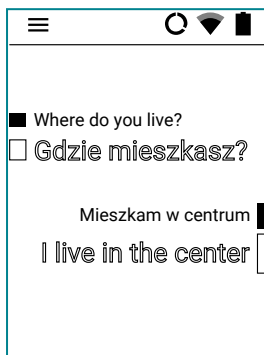 Where do you live?
Gdzie mieszkasz?
Mieszkam w centrum
I live in the center